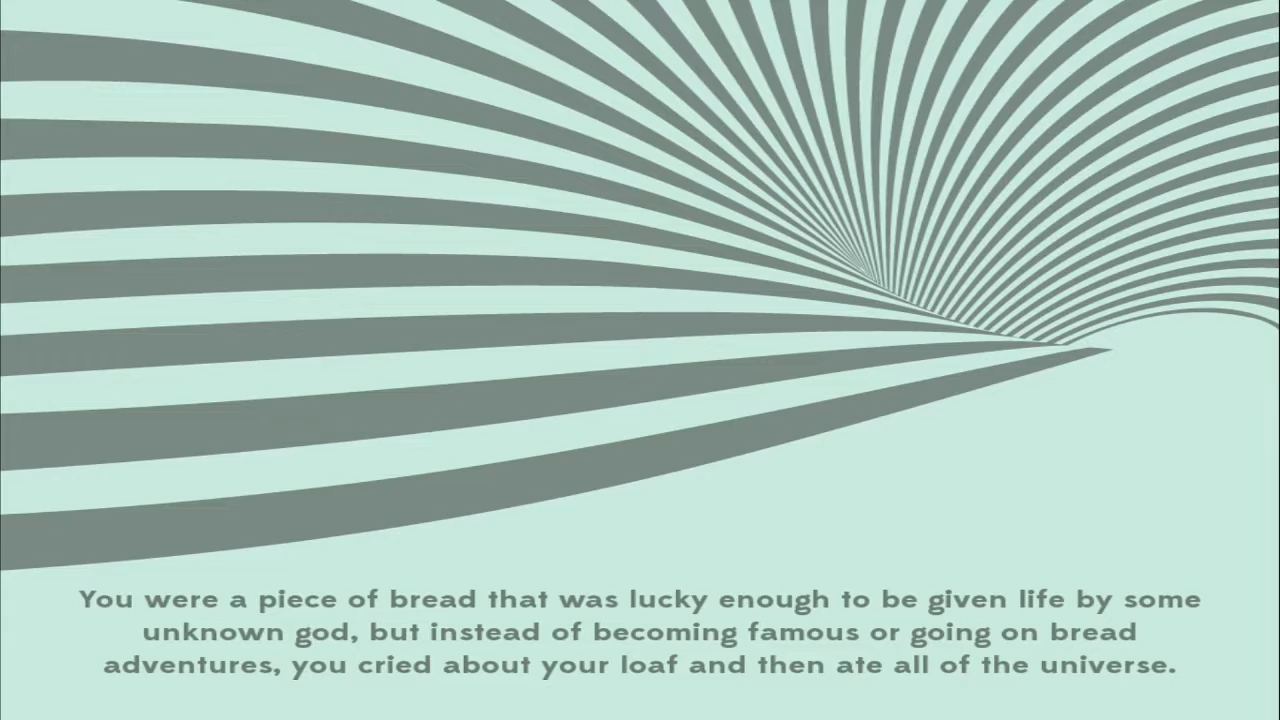 You were a piece of bread that was lucky enough to be given life by some
unknown god, but instead of becoming famous or going on bread
adventures, you cried about your loaf and then ate all of the universe.